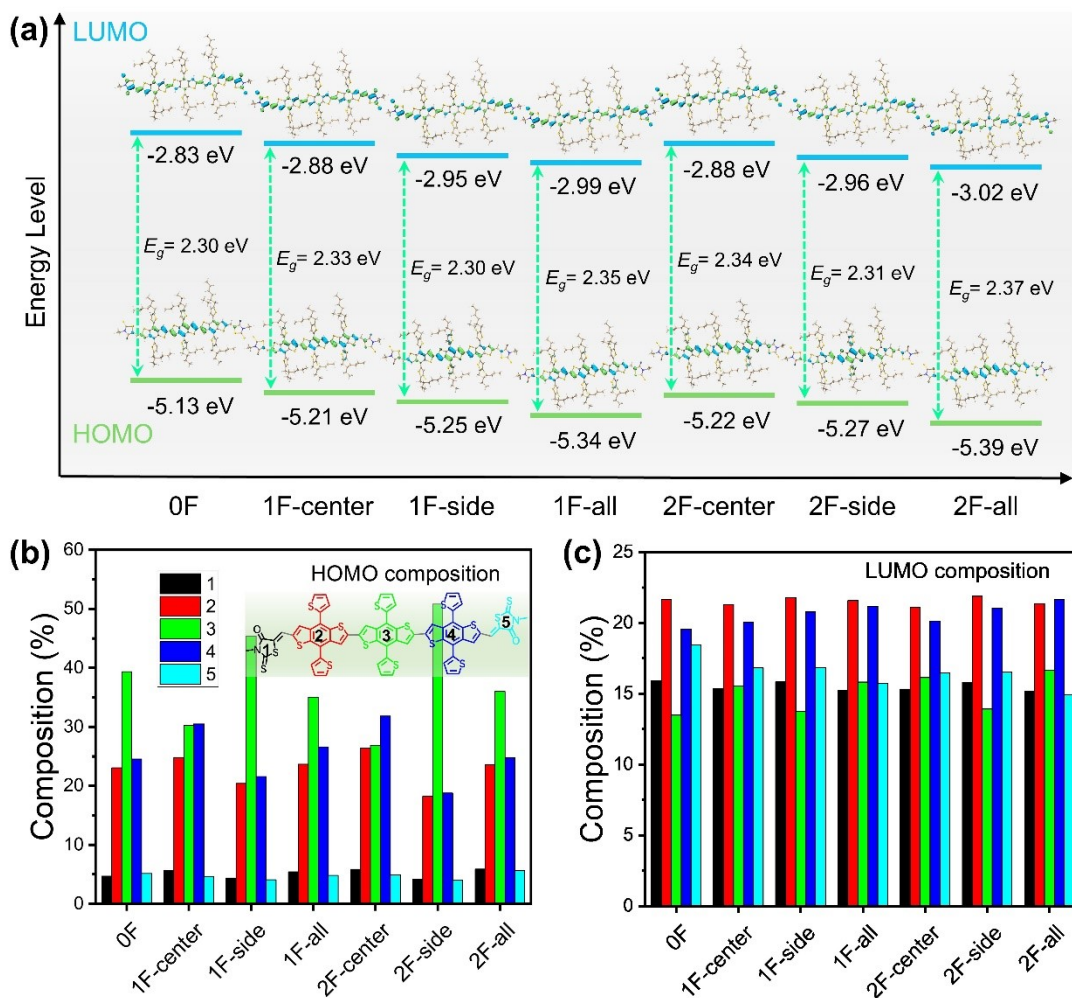 (a)
LUMO
-2.83 eV
-2.88 eV
-2.95 eV
-2.99 eV
-2.88 eV
-2.96 eV
-3.02 eV
Energy Level
Eg= 2.30 eV
Eg= 2.33 eV
Eg= 2.30 eV
Eg= 2.35 eV
Eg= 2.34 eV
Eg= 2.31 eV
Eg= 2.37 eV
-5.13 eV
-5.21 eV
-5.25 eV
-5.34 eV
-5.22 eV
-5.27 eV
-5.39 eV
HOMO
0F 1F-center 1F-side 1F-all 2F-center 2F-side 2F-all
(b)
HOMO composition
Composition (%)
60
50
40
30
20
10
0
1
2
3
4
5
1 2 3 4 5
0F
1F-center
1F-side
1F-all
2F-center
2F-side
2F-all
(c)
LUMO composition
Composition (%)
25
20
15
10
5
0
0F
1F-center
1F-side
1F-all
2F-center
2F-side
2F-all